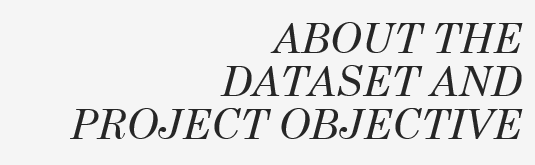 ABOUT THE
DATASET AND
PROJECT OBJECTIVE